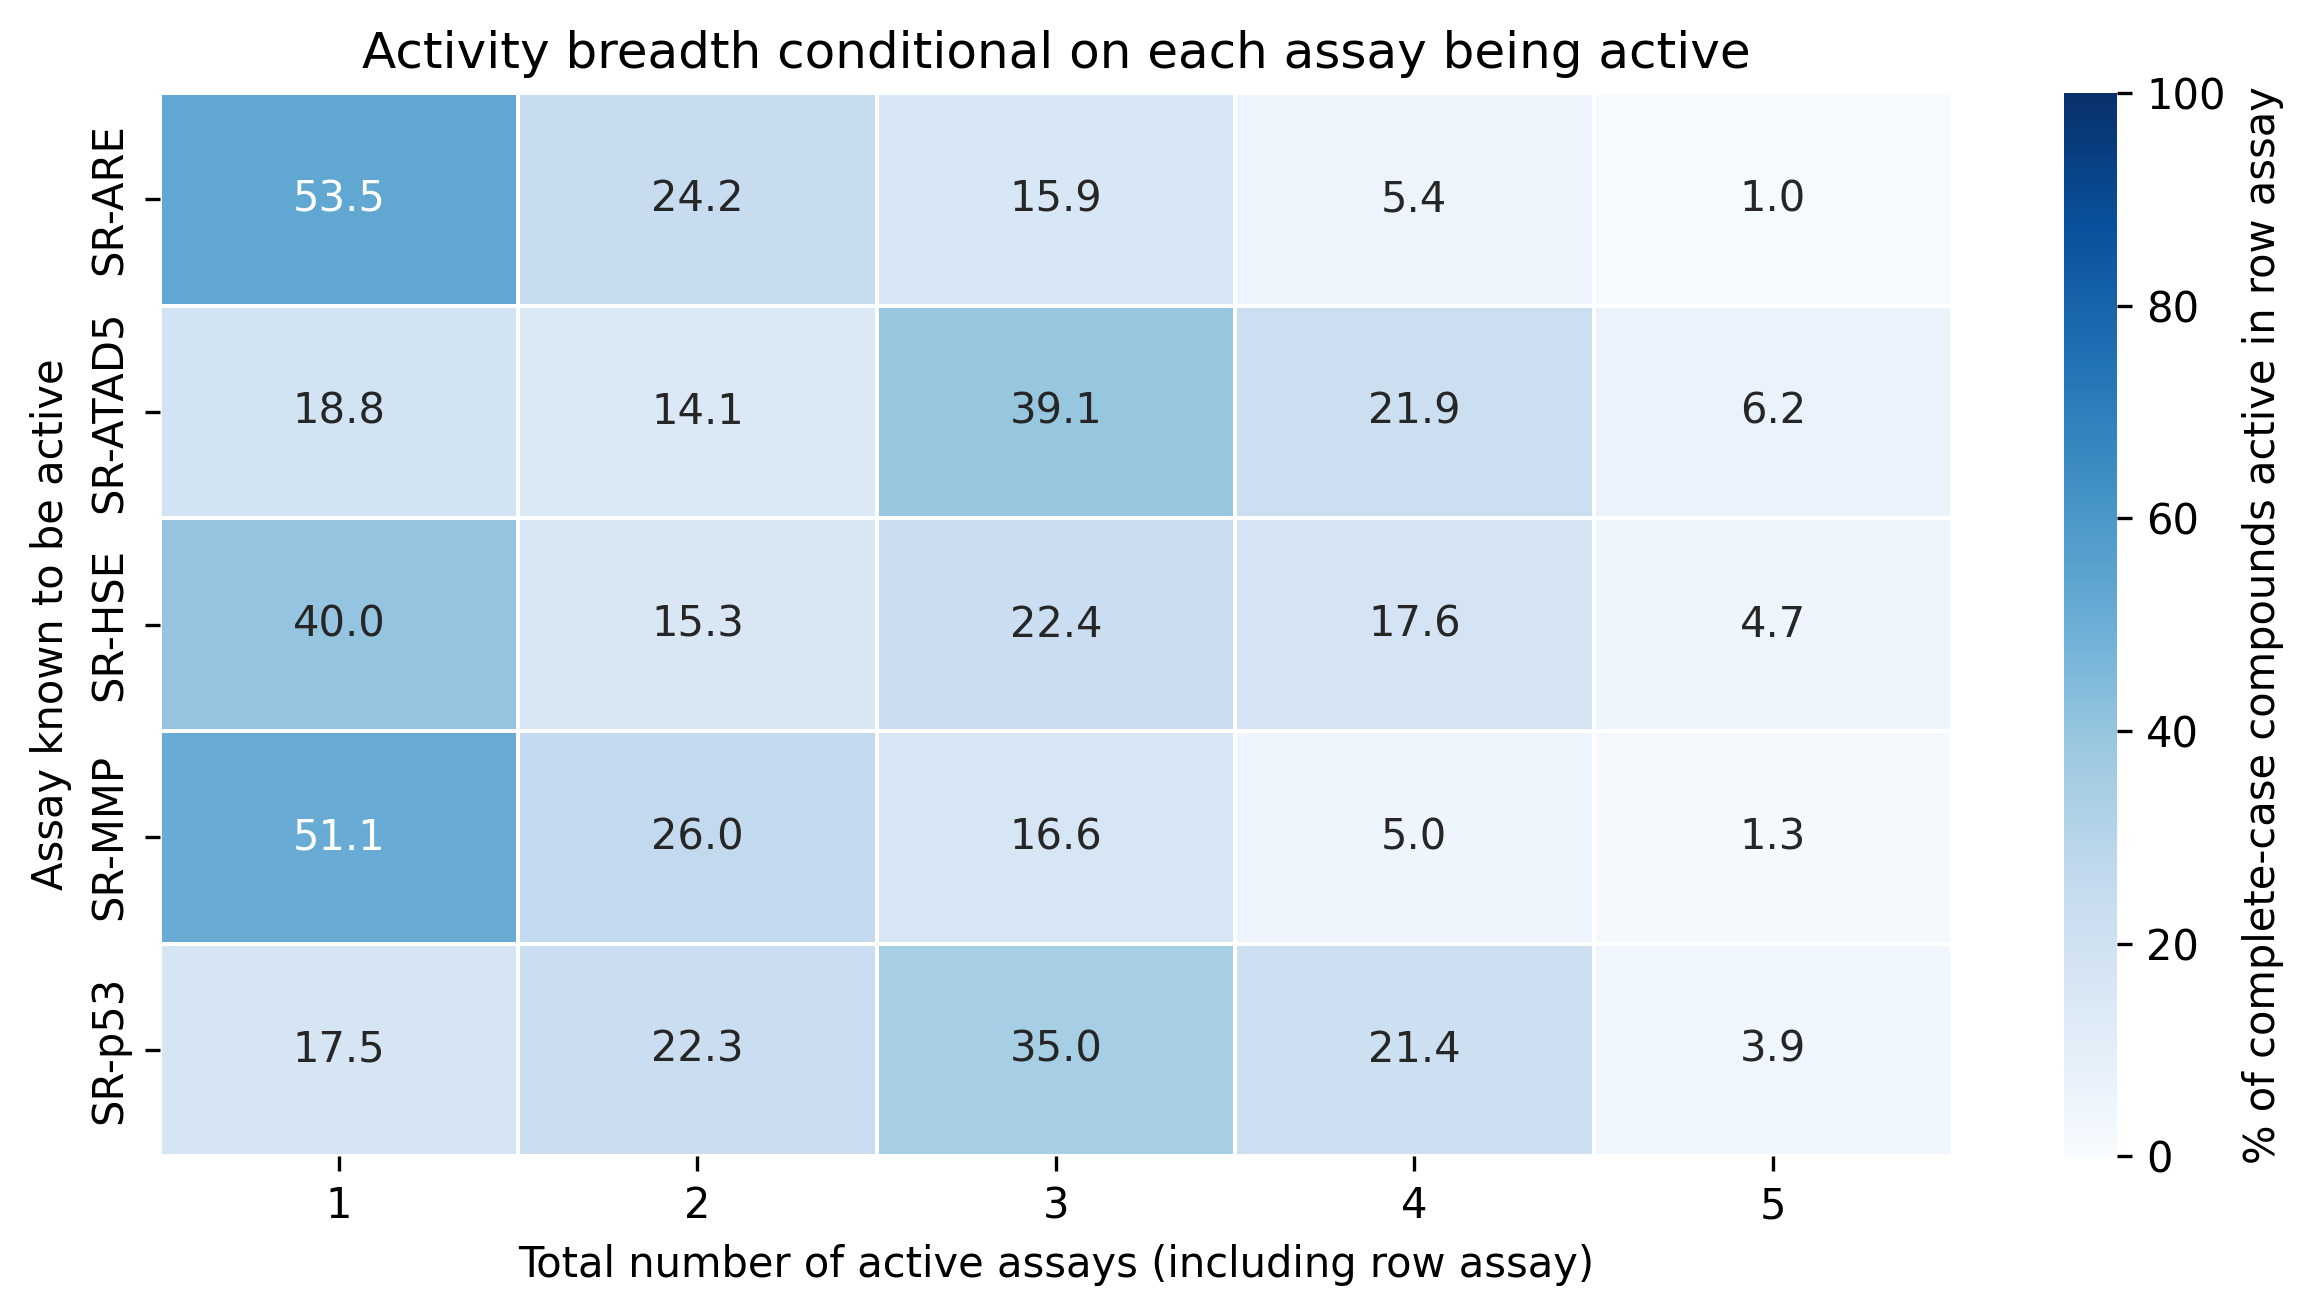 Activity breadth conditional on each assay being active
Assay known to be active
SR-ARE
53.5 24.2 15.9 5.4 1.0
SR-ATAD5
18.8 14.1 39.1 21.9 6.2
SR-HSE
40.0 15.3 22.4 17.6 4.7
SR-MMP
51.1 26.0 16.6 5.0 1.3
SR-p53
17.5 22.3 35.0 21.4 3.9
1 2 3 4 5
Total number of active assays (including row assay)
100
80
60
40
20
0
% of complete-case compounds active in row assay